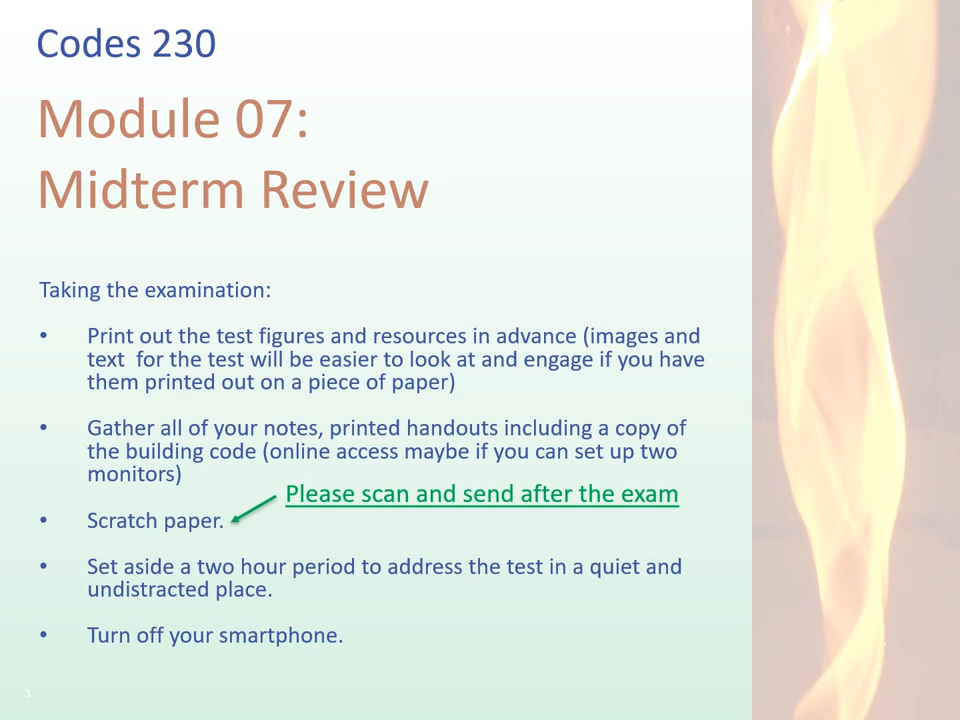 Codes 230
Module 07:
Midterm Review
Taking the examination:
• Print out the test figures and resources in advance (images and
text  for the test will be easier to look at and engage if you have
them printed out on a piece of paper)
• Gather all of your notes, printed handouts including a copy of
the building code (online access maybe if you can set up two
monitors)
Please scan and send after the exam
• Scratch paper.
• Set aside a two hour period to address the test in a quiet and
undistracted place.
• Turn off your smartphone.
3